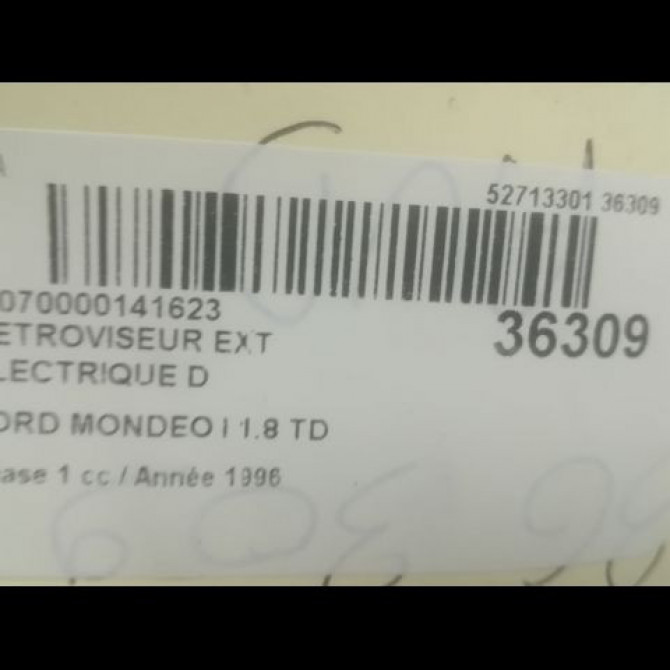 52713301 36309
070000141623
36309
ETROVISEUR EXT
LECTRIQUE D
ORD MONDEO I 1.8 TD
ase 1 cc / Année 1996